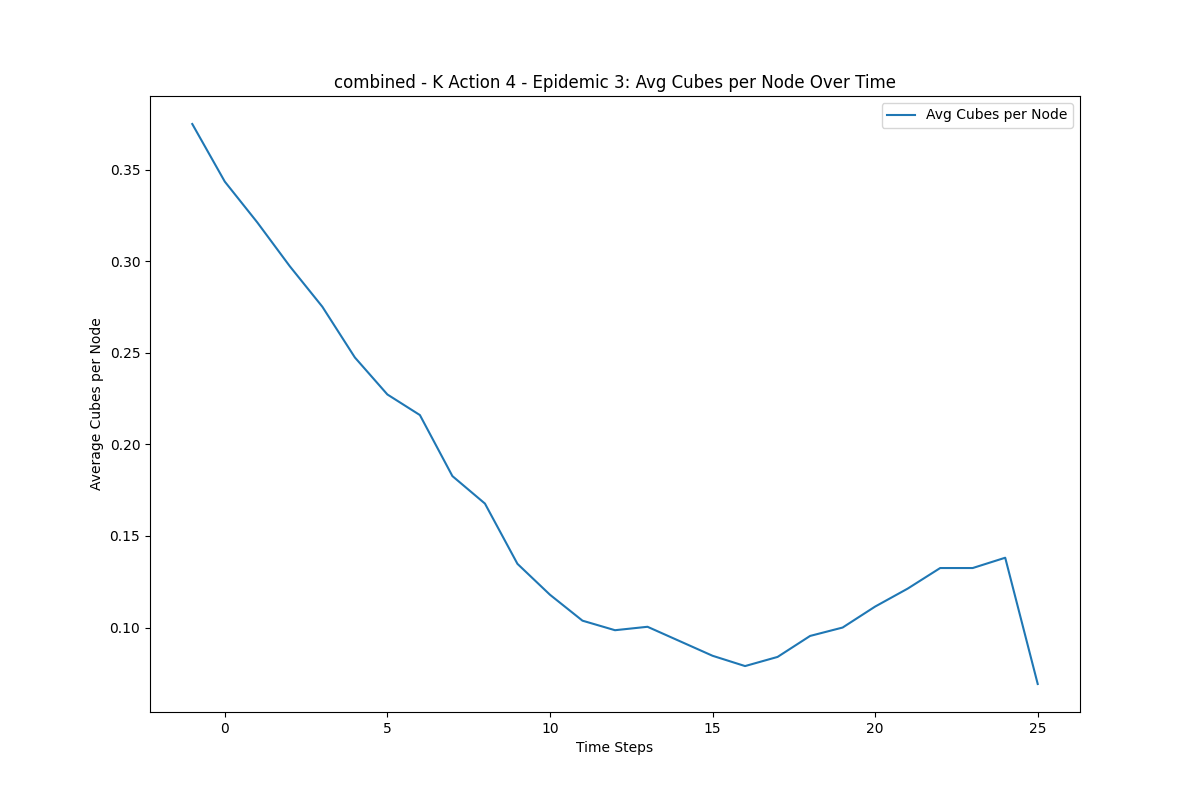 combined - K Action 4 - Epidemic 3: Avg Cubes per Node Over Time
Avg Cubes per Node
0.35
0.30
0.25
0.20
0.15
0.10
Average Cubes per Node
0 5 10 15 20 25
Time Steps